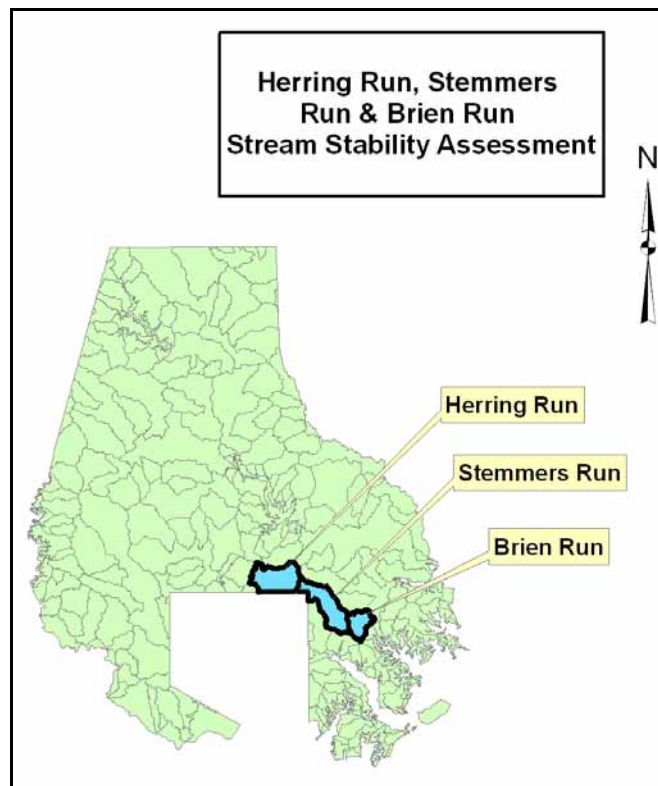 Herring Run, Stemmers
Run & Brien Run
Stream Stability Assessment
N
Herring Run
Stemmers Run
Brien Run